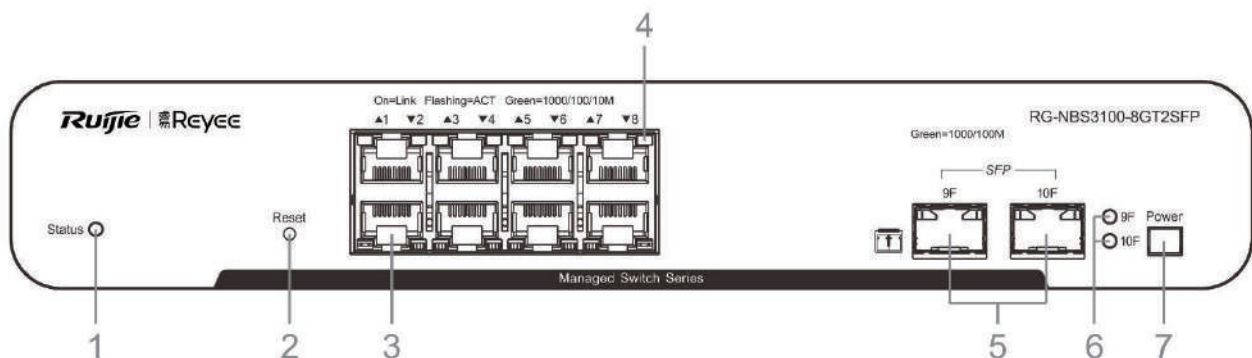 4
On=Link Flashing=ACT Green=1000/100/10M
▲1 ▼2 ▲3 ▼4 ▲5 ▼6 ▲7 ▼8
Ruijie | 睿易 Reyee
RG-NBS3100-8GT2SFP
Green=1000/100M
SFP
9F 10F
Status
Reset
9F
10F
Power
Managed Switch Series
1 2 3 5 6 7